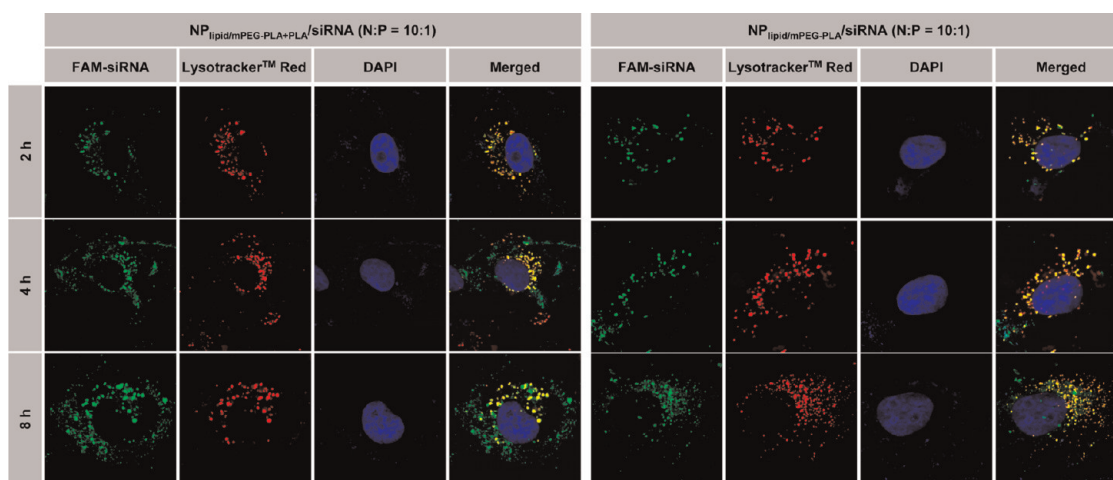 NPlipid/mPEG-PLA+PLA/siRNA (N:P = 10:1)
FAM-siRNA Lysotracker™ Red DAPI Merged
NPlipid/mPEG-PLA/siRNA (N:P = 10:1)
FAM-siRNA Lysotracker™ Red DAPI Merged
2 h
4 h
8 h